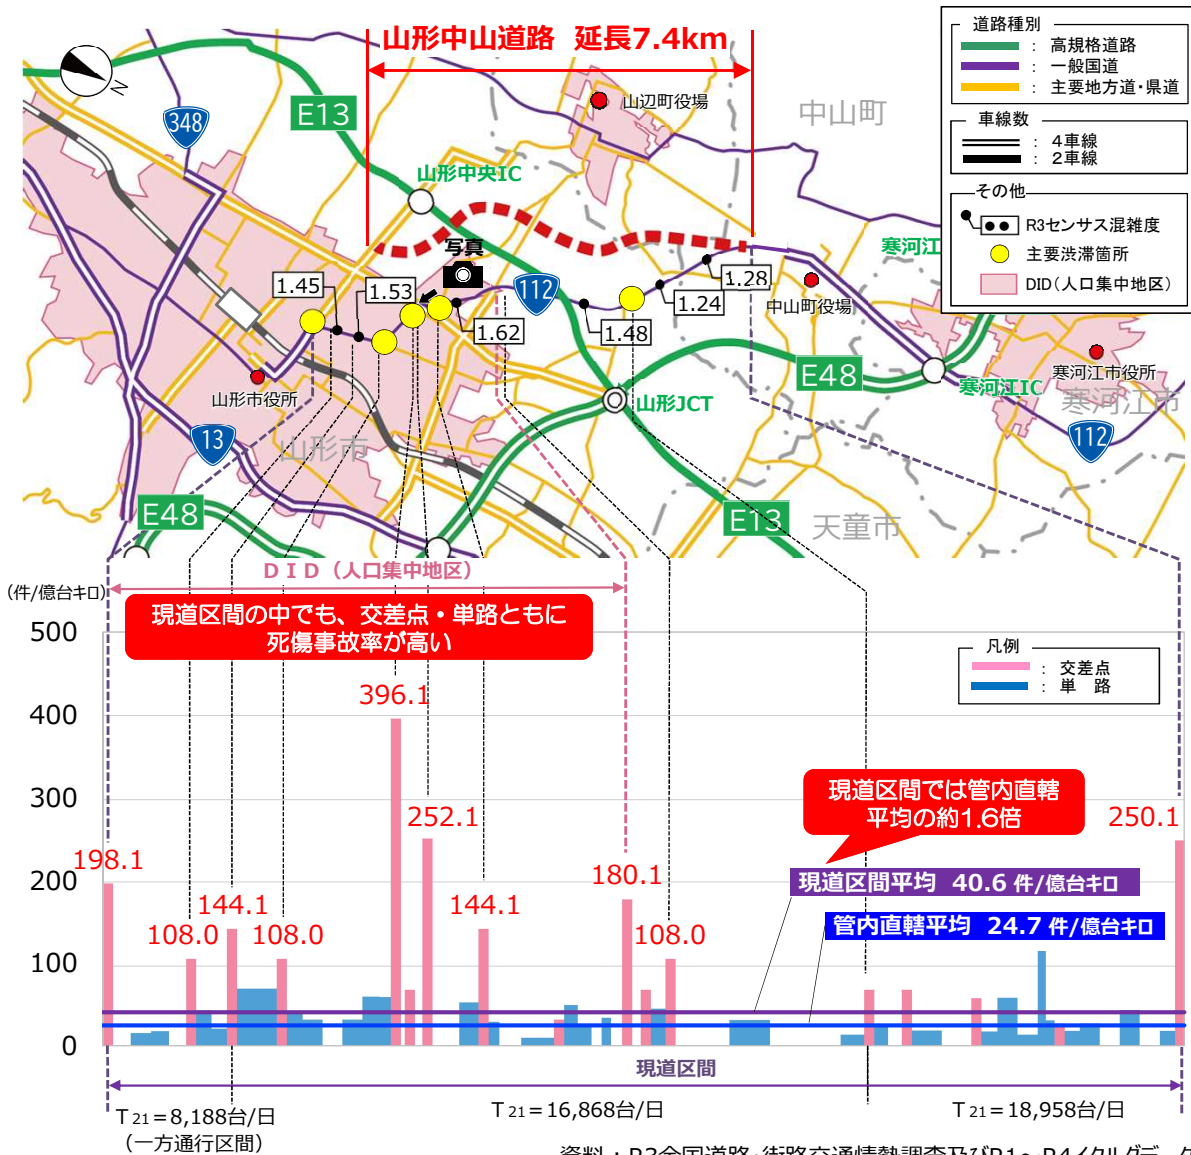 山形中山道路 延長7.4km
道路種別
： 高規格道路
： 一般国道
： 主要地方道・県道
車線数
： 4車線
： 2車線
その他
R3センサス混雑度
主要渋滞箇所
DID（人口集中地区）
N
348
E13
山辺町役場
中山町
山形中央IC
写真
寒河江
1.45
1.53
1.62
112
1.48
1.24
1.28
中山町役場
山形市役所
山形市
13
E48
山形JCT
E48
寒河江IC
寒河江市役所
寒河江市
112
E13
天童市
E48
ＤＩＤ（人口集中地区）
(件/億台キロ)
現道区間の中でも、交差点・単路ともに
死傷事故率が高い
凡例
： 交差点
： 単　路
500
400
300
200
100
0
198.1
108.0
144.1
108.0
396.1
252.1
144.1
180.1
108.0
250.1
現道区間では管内直轄
平均の約1.6倍
現道区間平均 40.6 件/億台キロ
管内直轄平均 24.7 件/億台キロ
現道区間
T21＝8,188台/日
（一方通行区間）
T21＝16,868台/日
T21＝18,958台/日